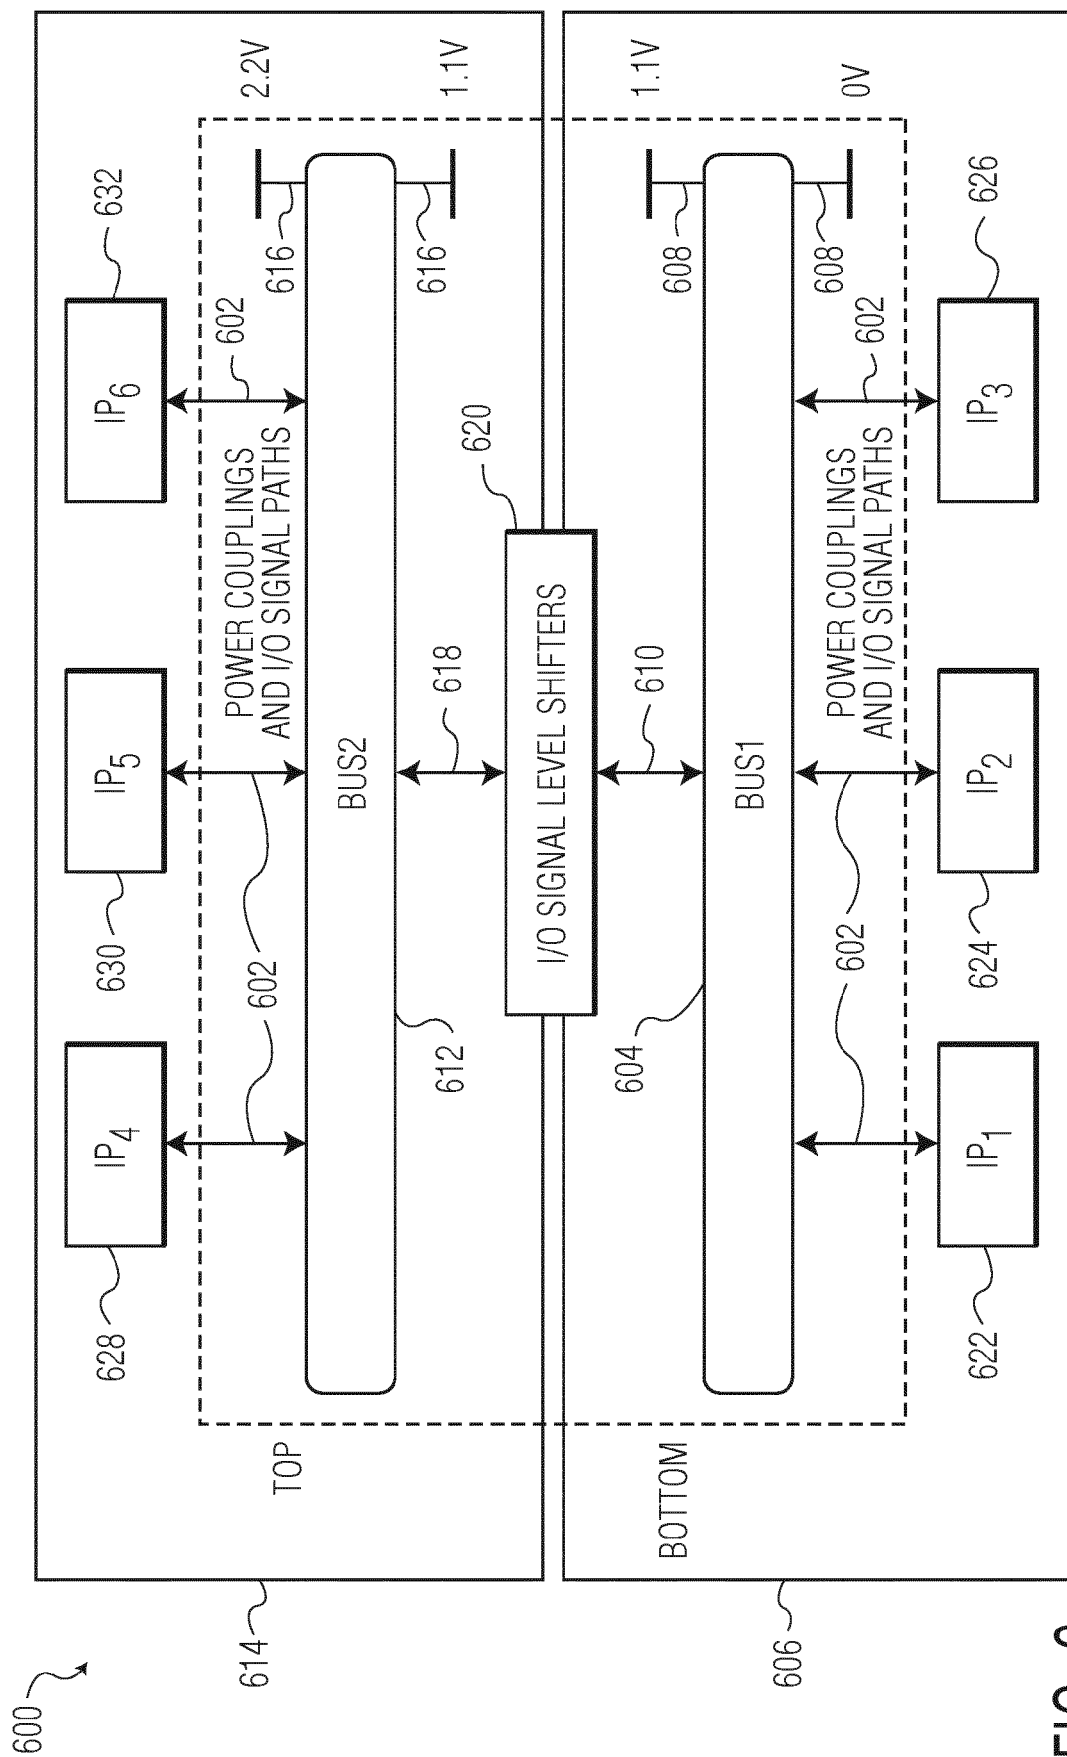 600
614
TOP
628
IP4
630
IP5
IP6
632
602
602
POWER COUPLINGS
AND I/O SIGNAL PATHS
616
2.2V
BUS2
612
618
616
1.1V
620
I/O SIGNAL LEVEL SHIFTERS
606
BOTTOM
604
610
608
1.1V
BUS1
608
0V
602
602
POWER COUPLINGS
AND I/O SIGNAL PATHS
622
IP1
624
IP2
IP3
626
FIG.